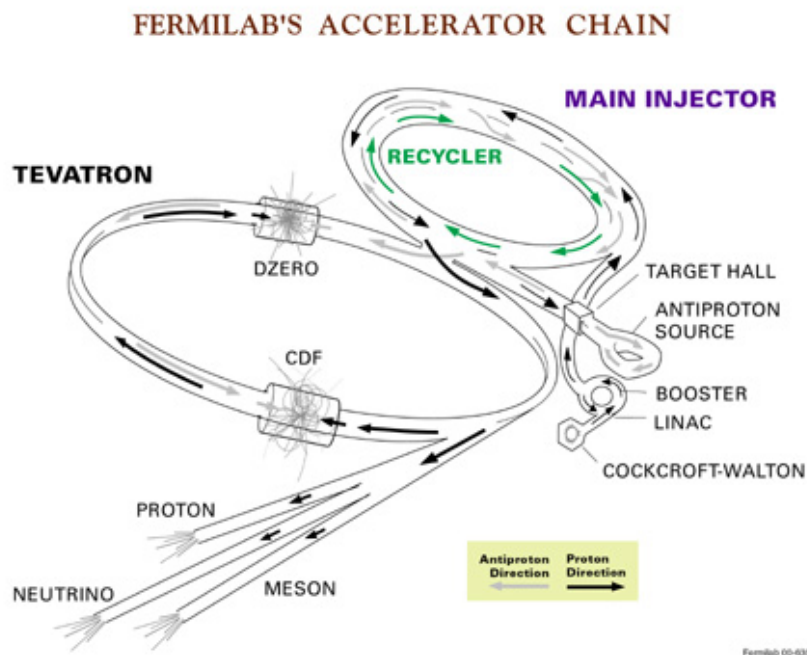 FERMILAB'S ACCELERATOR CHAIN
MAIN INJECTOR
RECYCLER
TEVATRON
DZERO
TARGET HALL
ANTIPROTON
SOURCE
CDF
BOOSTER
LINAC
COCKCROFT-WALTON
PROTON
NEUTRINO
MESON
Antiproton
Direction
Proton
Direction